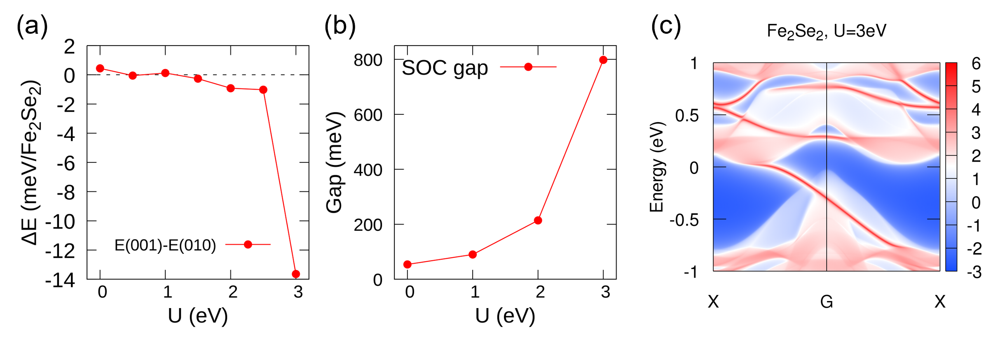 (a)
2
0
-2
-4
-6
-8
-10
-12
-14
ΔE (meV/Fe₂Se₂)
E(001)-E(010)
0 1 2 3
U (eV)
(b)
800
600
400
200
0
Gap (meV)
SOC gap
0 1 2 3
U (eV)
(c)
Fe₂Se₂, U=3eV
1
0.5
0
-0.5
-1
Energy (eV)
X G X
6
5
4
3
2
1
0
-1
-2
-3